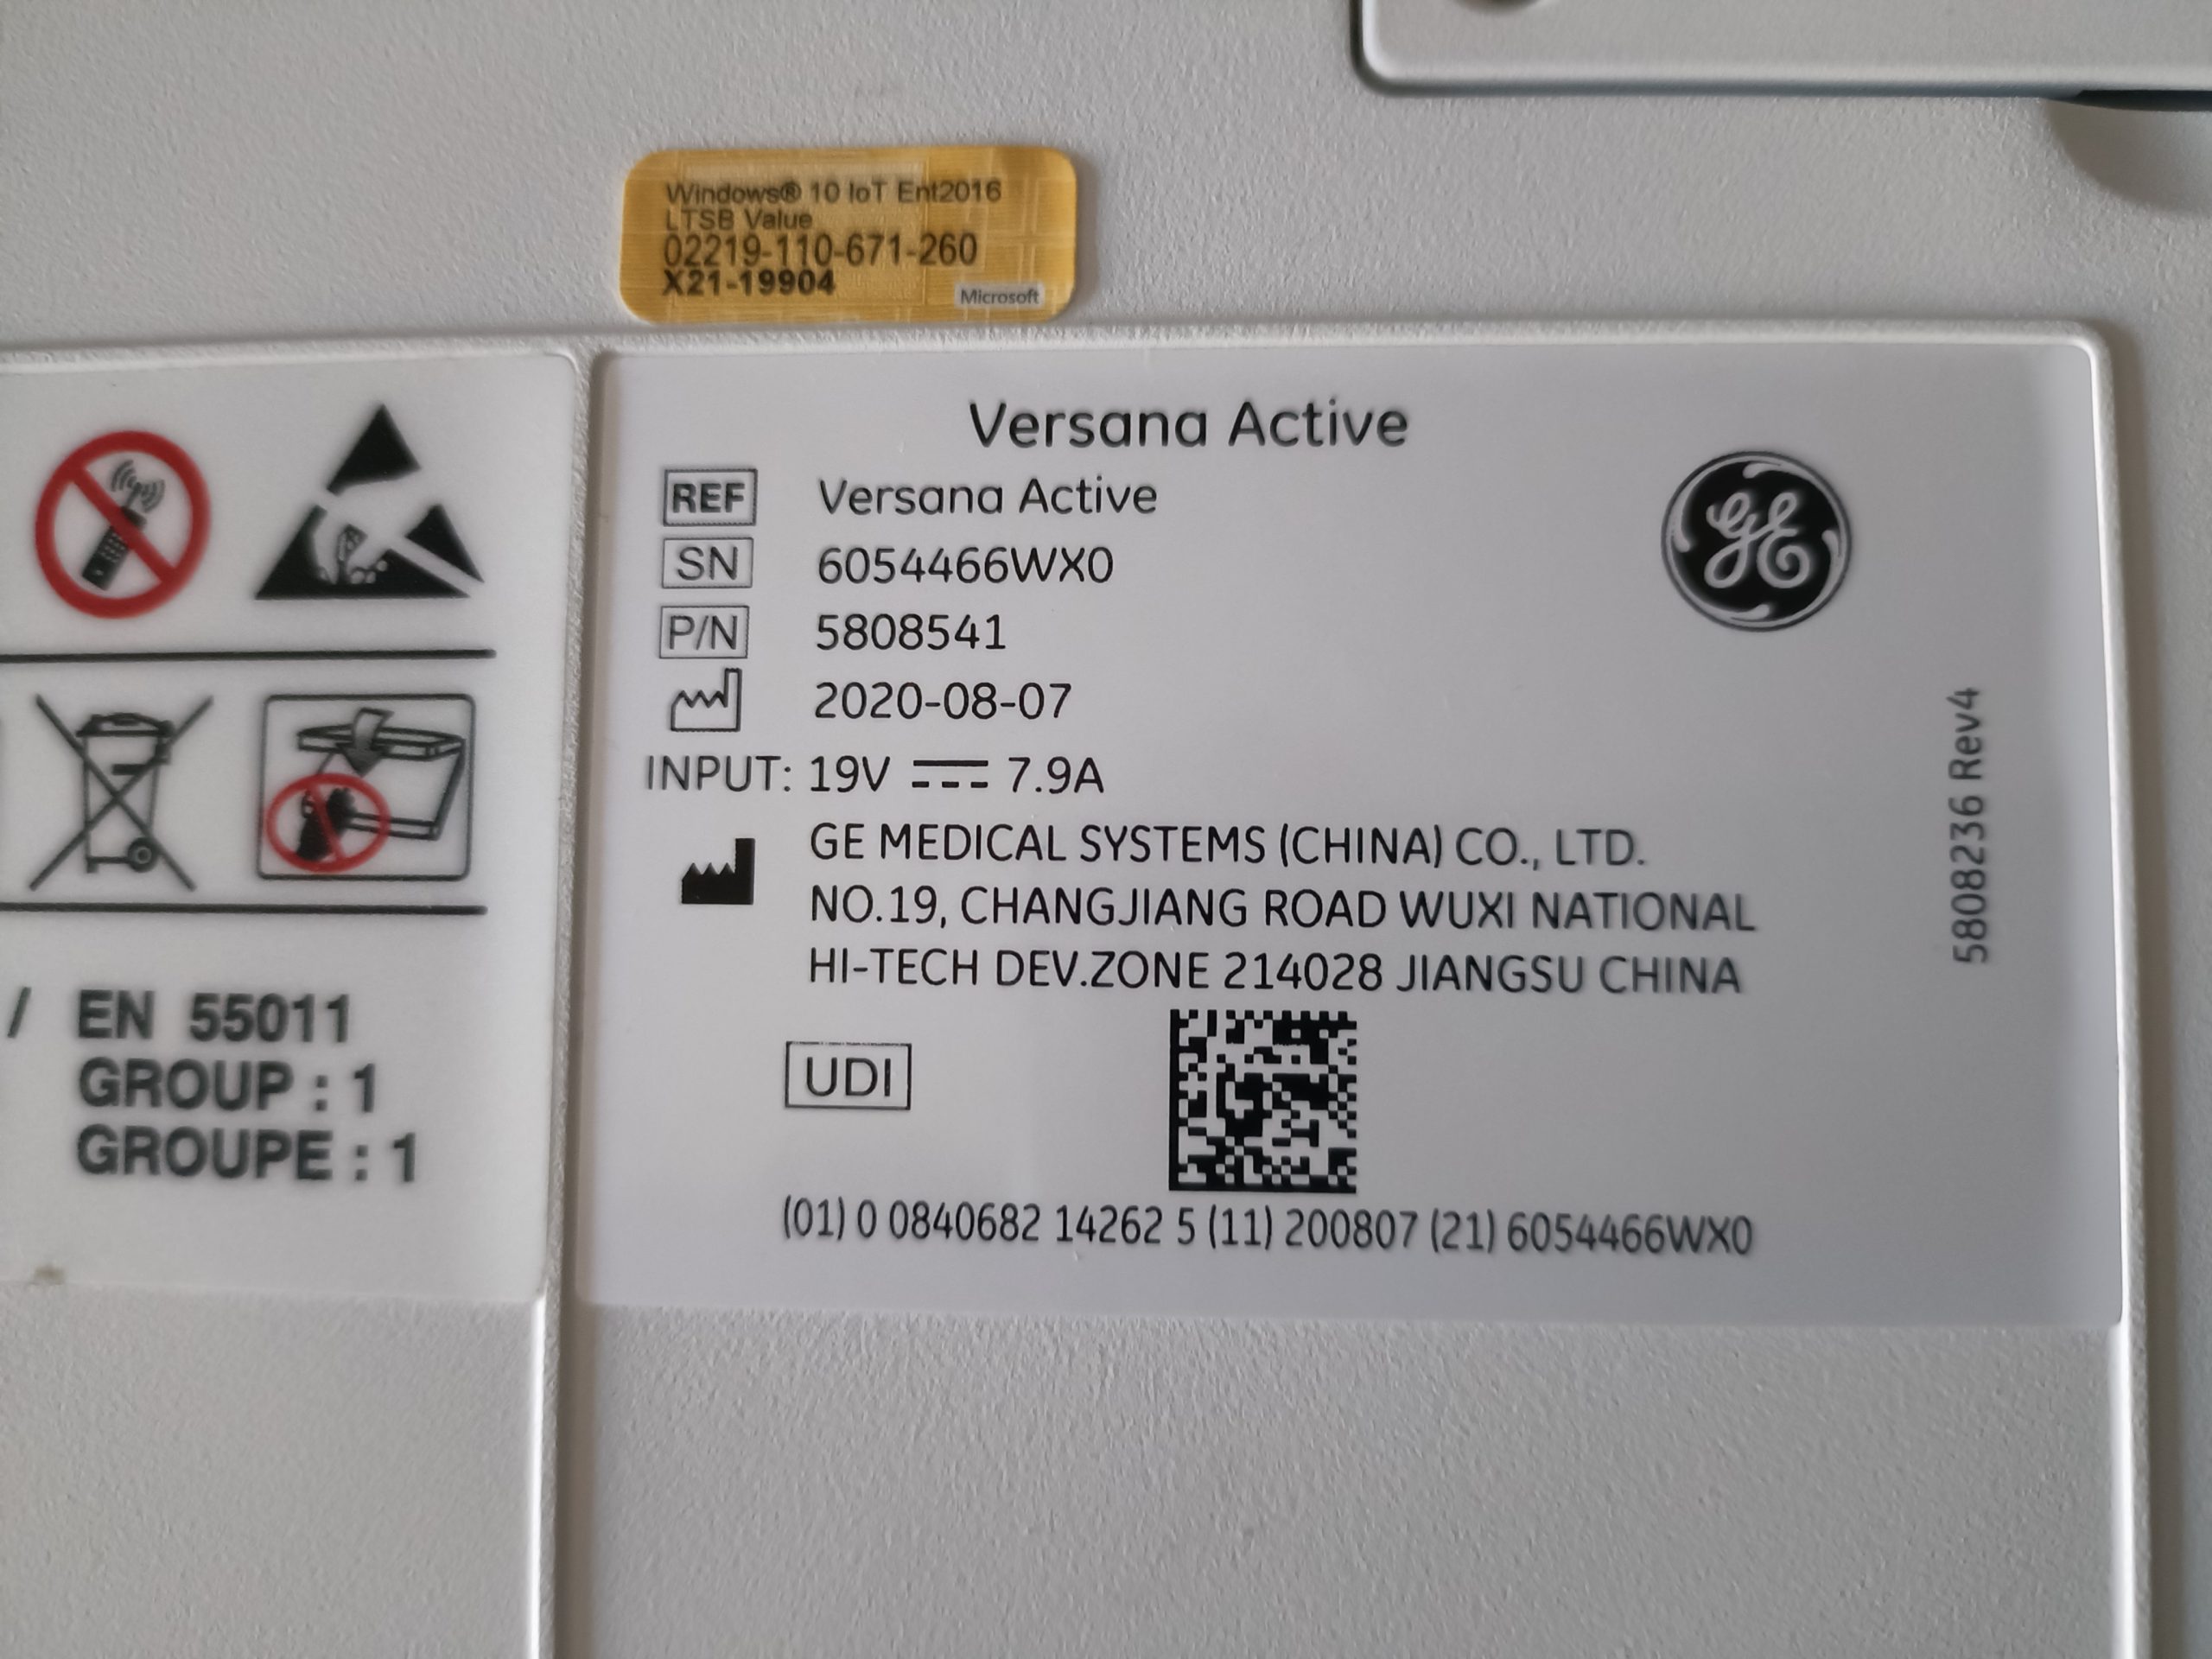 Windows® 10 IoT Ent2016
LTSB Value
02219-110-671-260
X21-19904
Microsoft
Versana Active
REF Versana Active
SN 6054466WX0
P/N 5808541
2020-08-07
INPUT: 19V 7.9A
GE MEDICAL SYSTEMS (CHINA) CO., LTD.
NO.19, CHANGJIANG ROAD WUXI NATIONAL
HI-TECH DEV.ZONE 214028 JIANGSU CHINA
UDI
(01) 0 0840682 14262 5 (11) 200807 (21) 6054466WX0
GE
5808236 Rev4
/ EN 55011
GROUP : 1
GROUPE : 1